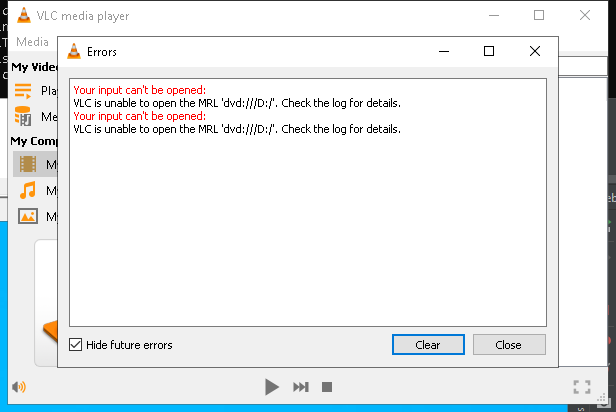 VLC media player
Media
Errors
My Video
Your input can't be opened:
VLC is unable to open the MRL 'dvd:///D:/'. Check the log for details.
Your input can't be opened:
VLC is unable to open the MRL 'dvd:///D:/'. Check the log for details.
Pla
Me
My Comp
My
My
My
Hide future errors
Clear
Close